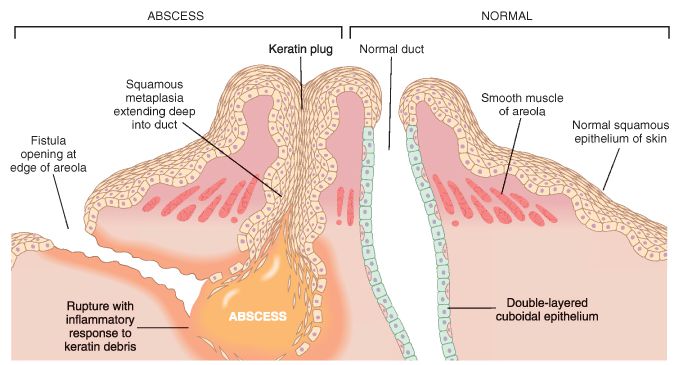 ABSCESS
NORMAL
Keratin plug
Normal duct
Squamous
metaplasia
extending deep
into duct
Smooth muscle
of areola
Normal squamous
epithelium of skin
Fistula
opening at
edge of areola
Rupture with
inflammatory
response to
keratin debris
ABSCESS
Double-layered
cuboidal epithelium